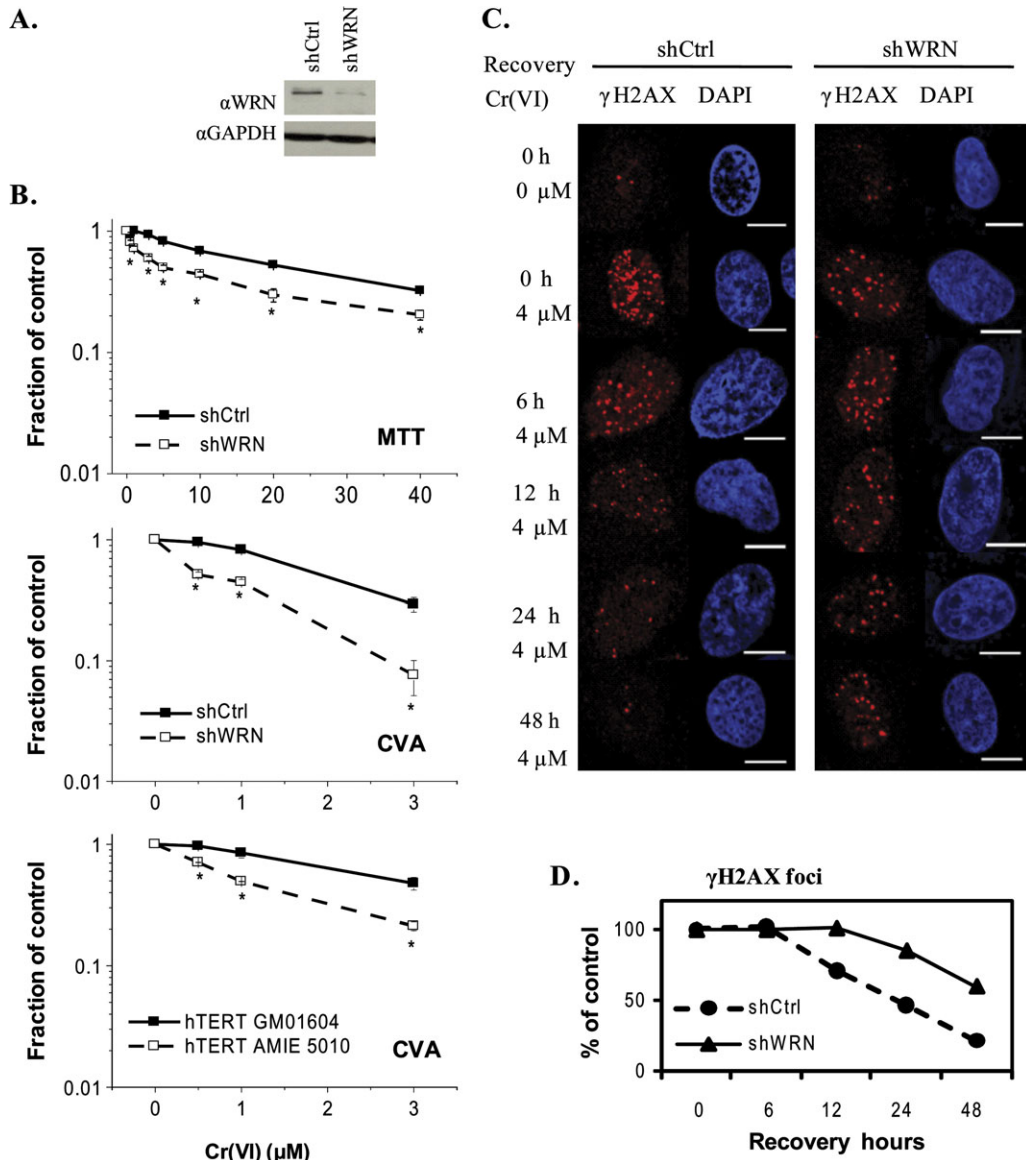 A.
shCtrl
shWRN
αWRN
αGAPDH
B.
Fraction of control
1
0.1
0.01
shCtrl
shWRN
MTT
* * * * * * *
0 10 20 30 40
Fraction of control
1
0.1
0.01
shCtrl
shWRN
CVA
* * *
0 1 2 3
Fraction of control
1
0.1
0.01
hTERT GM01604
hTERT AMIE 5010
CVA
* * *
0 1 2 3
Cr(VI) (µM)
C.
shCtrl shWRN
Recovery
Cr(VI) γH2AX DAPI γH2AX DAPI
0 h
0 µM
0 h
4 µM
6 h
4 µM
12 h
4 µM
24 h
4 µM
48 h
4 µM
D.
γH2AX foci
% of control
100
50
0
shCtrl
shWRN
0 6 12 24 48
Recovery hours